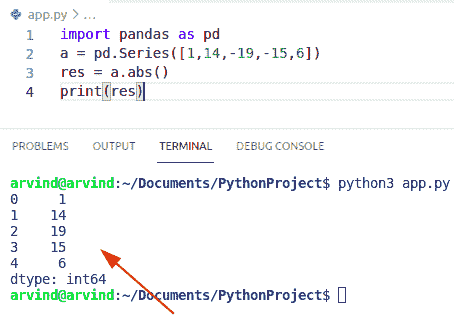 app.py > ...
1 import pandas as pd
2 a = pd.Series([1,14,-19,-15,6])
3 res = a.abs()
4 print(res)
PROBLEMS OUTPUT TERMINAL DEBUG CONSOLE
arvind@arvind:~/Documents/PythonProject$ python3 app.py
0     1
1    14
2    19
3    15
4     6
dtype: int64
arvind@arvind:~/Documents/PythonProject$